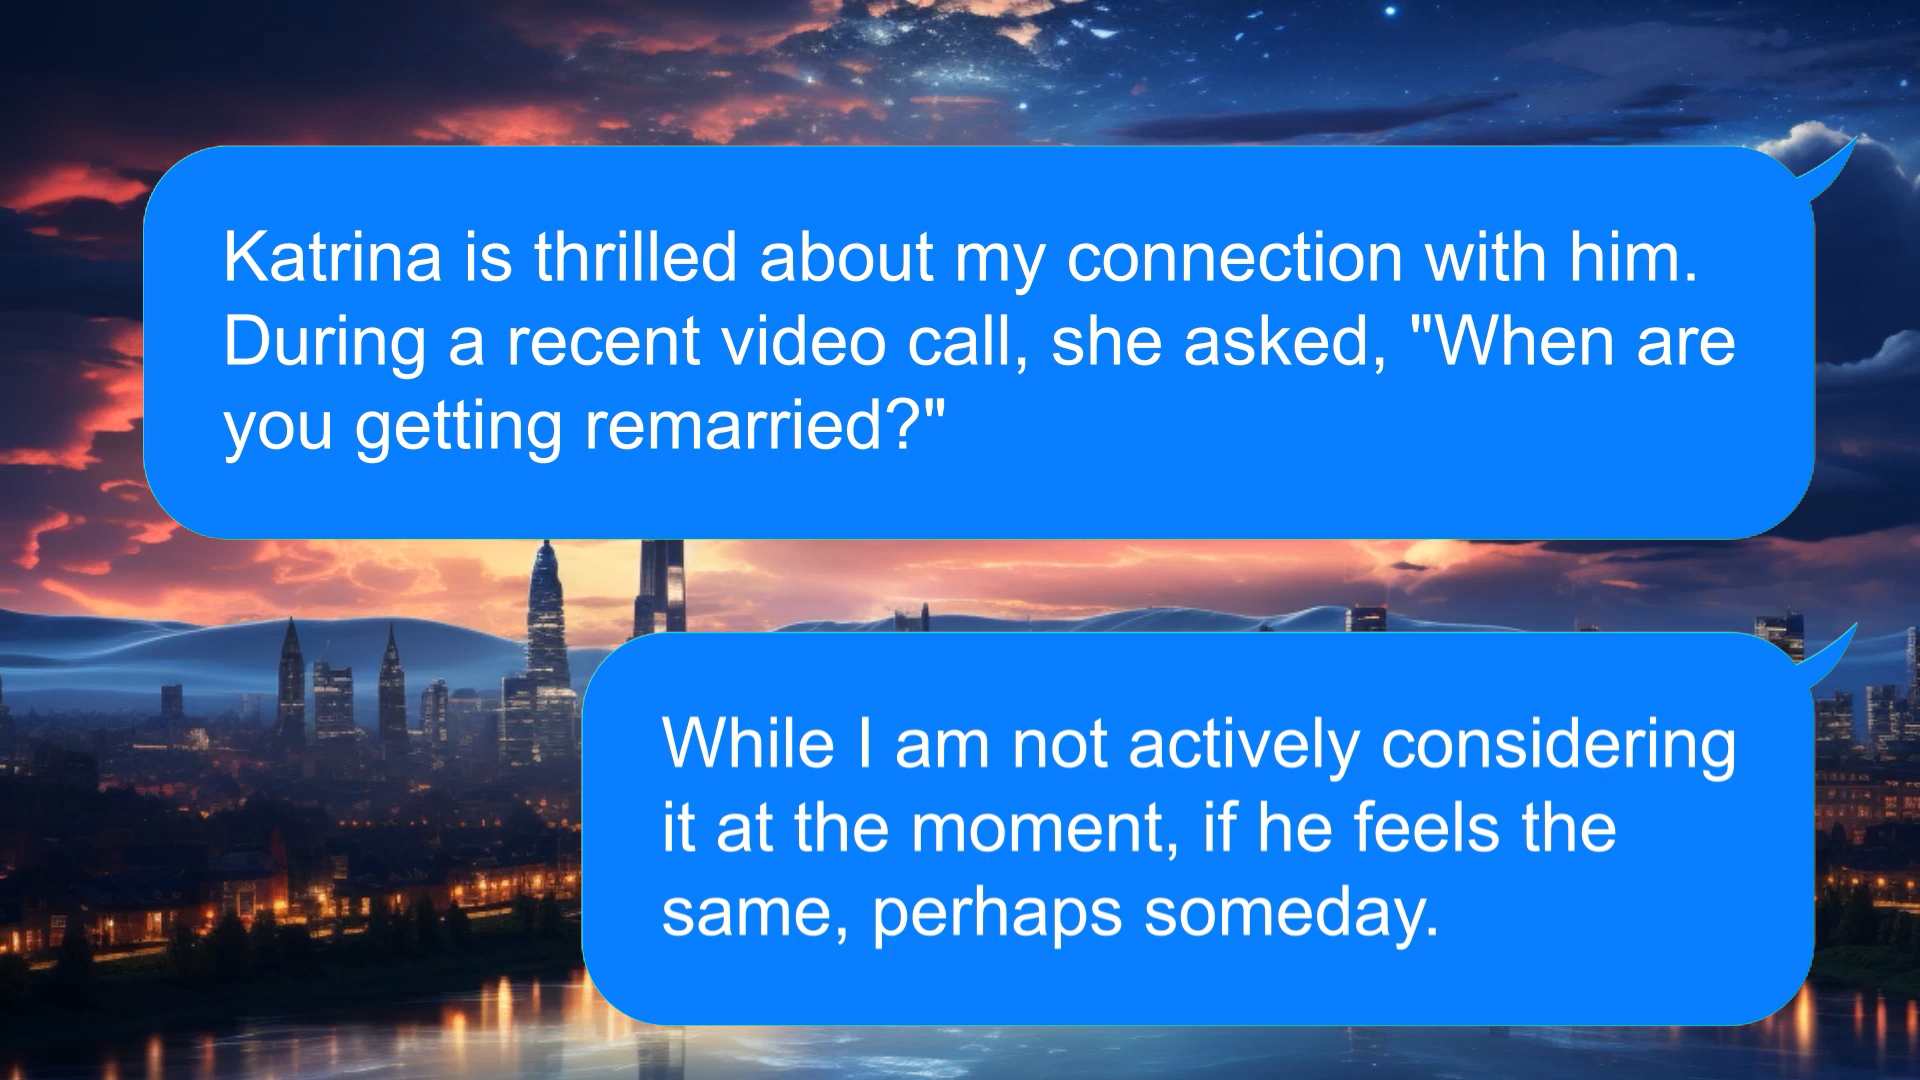 Katrina is thrilled about my connection with him.
During a recent video call, she asked, "When are
you getting remarried?"
While I am not actively considering
it at the moment, if he feels the
same, perhaps someday.